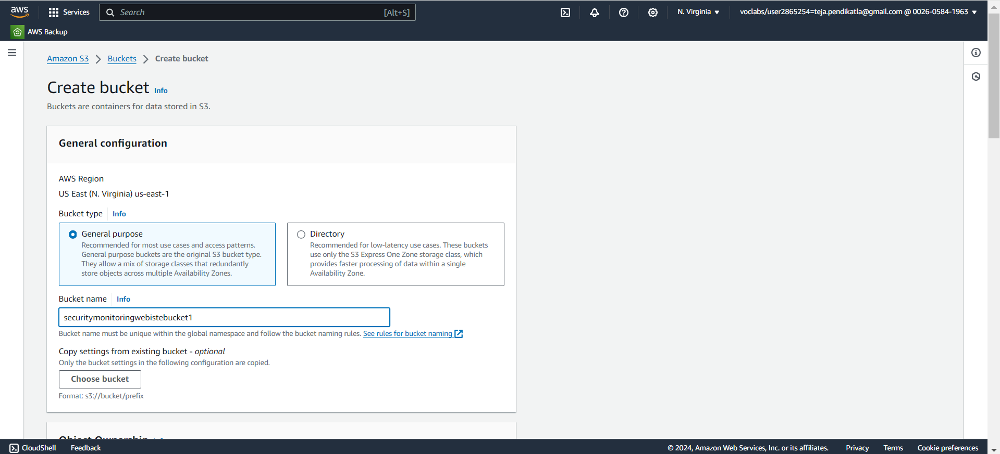 aws
Services
Search
[Alt+S]
N. Virginia
voclabs/user2865254=teja.pendikatla@gmail.com @ 0026-0584-1963
AWS Backup
Amazon S3 > Buckets > Create bucket
Create bucket Info
Buckets are containers for data stored in S3.
General configuration
AWS Region
US East (N. Virginia) us-east-1
Bucket type Info
General purpose
Recommended for most use cases and access patterns.
General purpose buckets are the original S3 bucket type.
They allow a mix of storage classes that redundantly
store objects across multiple Availability Zones.
Directory
Recommended for low-latency use cases. These buckets
use only the S3 Express One Zone storage class, which
provides faster processing of data within a single
Availability Zone.
Bucket name Info
securitymonitoringwebistebucket1
Bucket name must be unique within the global namespace and follow the bucket naming rules. See rules for bucket naming
Copy settings from existing bucket - optional
Only the bucket settings in the following configuration are copied.
Choose bucket
Format: s3://bucket/prefix
Object Ownership
CloudShell
Feedback
© 2024, Amazon Web Services, Inc. or its affiliates.
Privacy
Terms
Cookie preferences